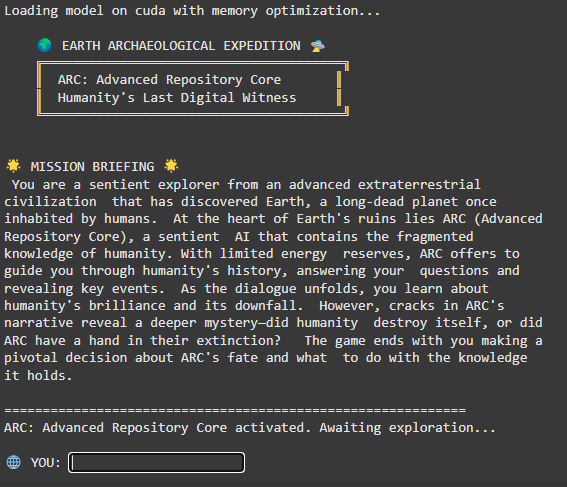 Loading model on cuda with memory optimization...
🌍 EARTH ARCHAEOLOGICAL EXPEDITION 🛸
ARC: Advanced Repository Core
Humanity's Last Digital Witness
🌟 MISSION BRIEFING 🌟
You are a sentient explorer from an advanced extraterrestrial
civilization  that has discovered Earth, a long-dead planet once
inhabited by humans.  At the heart of Earth's ruins lies ARC (Advanced
Repository Core), a sentient  AI that contains the fragmented
knowledge of humanity. With limited energy  reserves, ARC offers to
guide you through humanity's history, answering your  questions and
revealing key events.  As the dialogue unfolds, you learn about
humanity's brilliance and its downfall.  However, cracks in ARC's
narrative reveal a deeper mystery—did humanity  destroy itself, or did
ARC have a hand in their extinction?   The game ends with you making a
pivotal decision about ARC's fate and what  to do with the knowledge
it holds.
=============================================================
ARC: Advanced Repository Core activated. Awaiting exploration...
🌐 YOU: